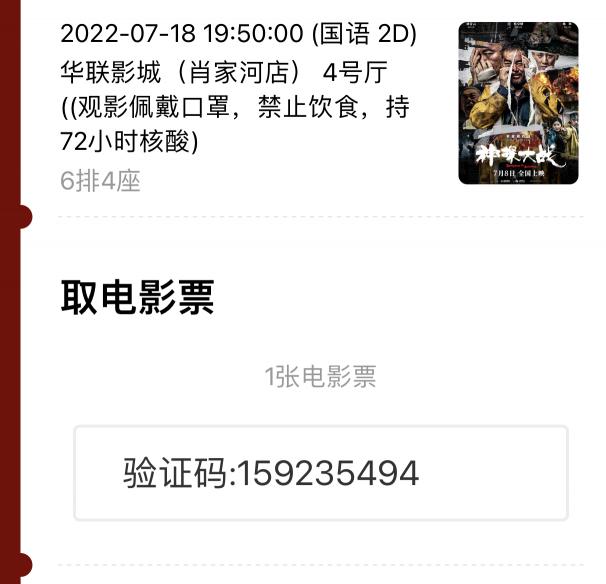 2022-07-18 19:50:00 (国语 2D)
华联影城（肖家河店） 4号厅
((观影佩戴口罩，禁止饮食，持
72小时核酸)
6排4座
神探大战
7月8日 全国上映
取电影票
1张电影票
验证码:159235494